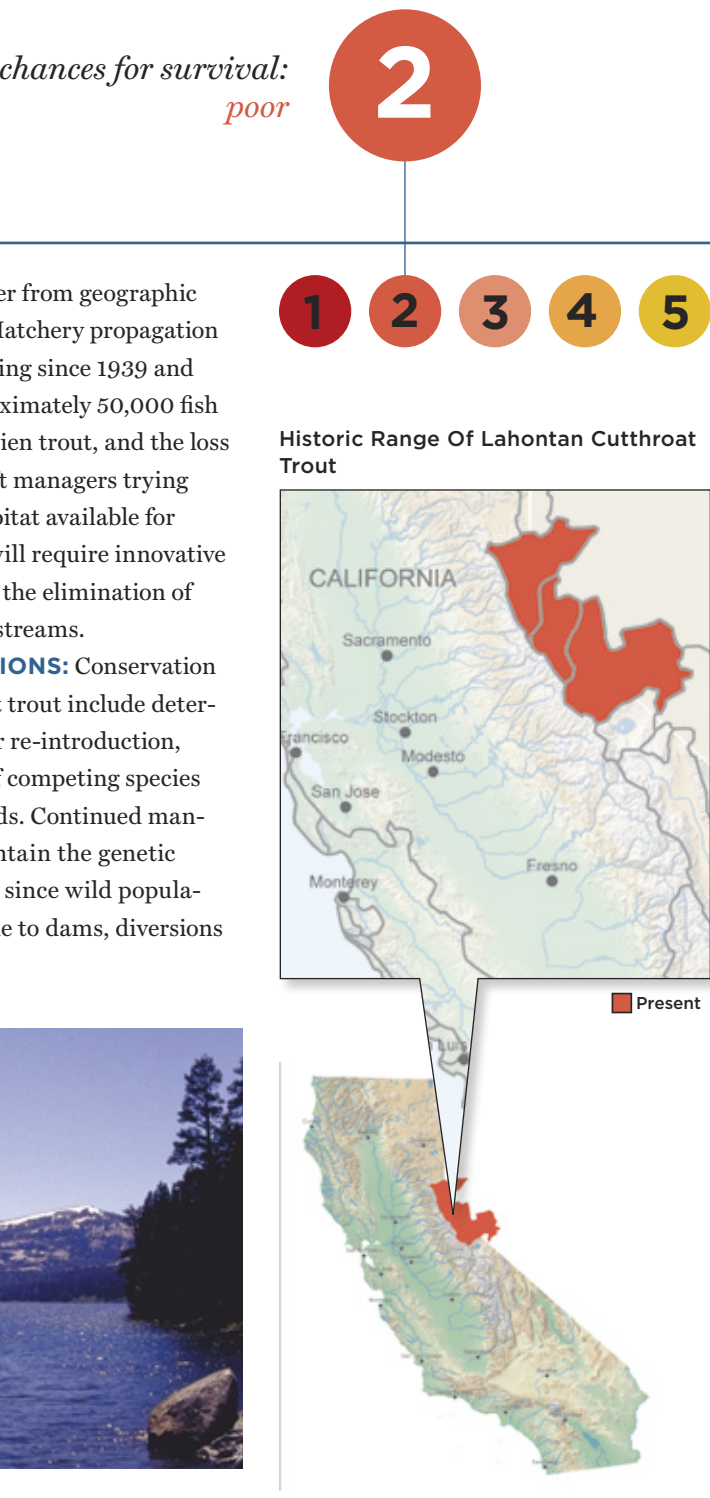 chances for survival:
poor
2
1 2 3 4 5
er from geographic
Hatchery propagation
ing since 1939 and
oximately 50,000 fish
ien trout, and the loss
t managers trying
bitat available for
will require innovative
the elimination of
streams.
IONS: Conservation
t trout include deter-
r re-introduction,
f competing species
ds. Continued man-
ntain the genetic
since wild popula-
e to dams, diversions
Historic Range Of Lahontan Cutthroat
Trout
CALIFORNIA
Sacramento
Stockton
Francisco
Modesto
San Jose
Fresno
Monterey
Luis
Present